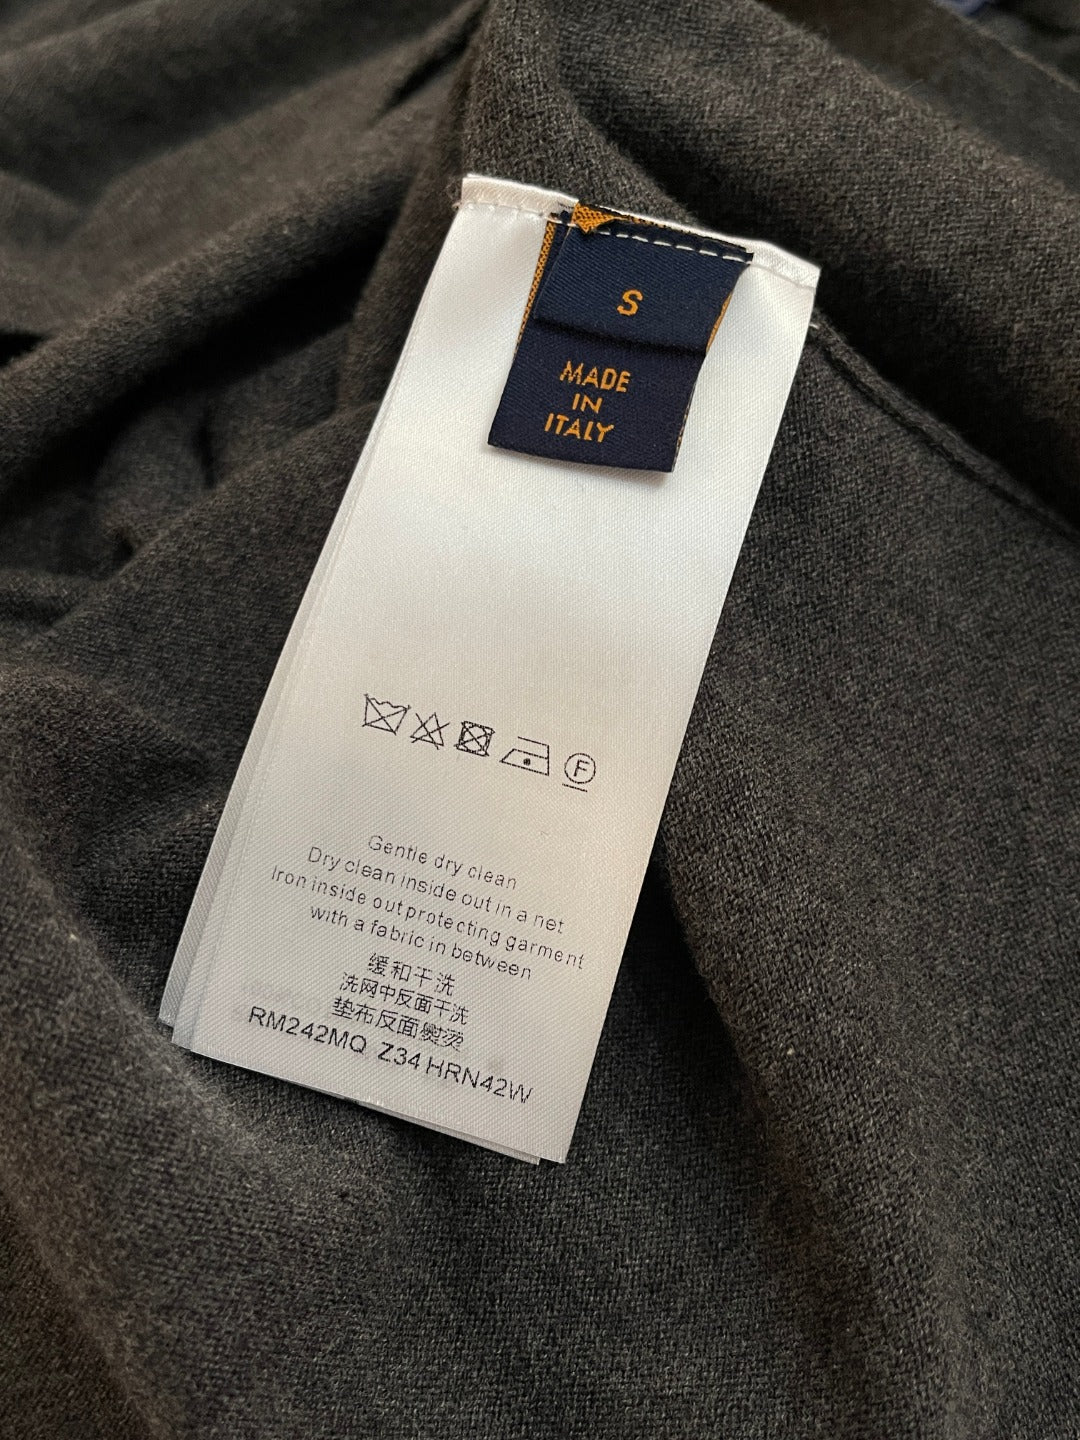 S
MADE
IN
ITALY
F
Gentle dry clean
Dry clean inside out in a net
Iron inside out protecting garment
with a fabric in between
缓和干洗
洗网中反面干洗
垫布反面熨烫
RM242MQ Z34 HRN42W